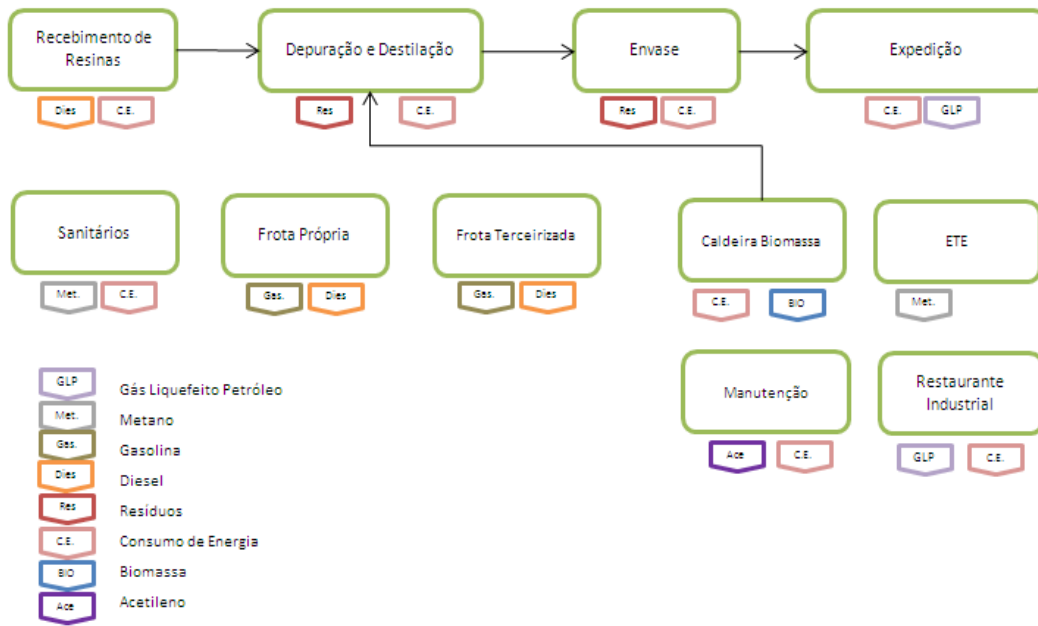 Recebimento de
Resinas
Depuração e Destilação
Envase
Expedição
Dies
C.E.
Res
C.E.
Res
C.E.
C.E.
GLP
Sanitários
Frota Própria
Frota Terceirizada
Caldeira Biomassa
ETE
Met.
C.E.
Gas.
Dies
Gas.
Dies
C.E.
BIO
Met.
Manutenção
Restaurante
Industrial
Ace
C.E.
GLP
C.E.
GLP Gás Liquefeito Petróleo
Met. Metano
Gas. Gasolina
Dies Diesel
Res Resíduos
C.E. Consumo de Energia
BIO Biomassa
Ace Acetileno